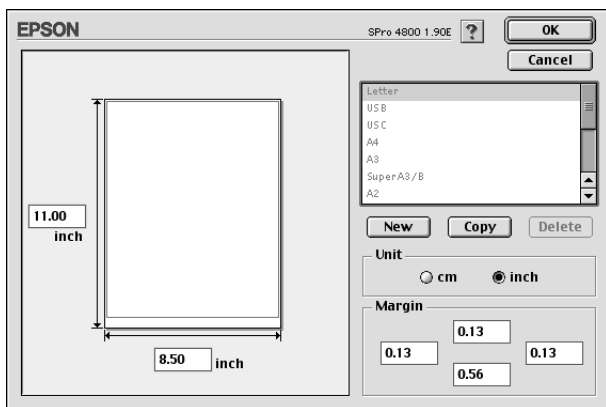 EPSON
SPro 4800 1.90E ? OK
Cancel
Letter
USB
USC
A4
A3
SuperA3/B
A2
11.00
inch
8.50 inch
New Copy Delete
Unit
cm inch
Margin
0.13
0.13 0.13
0.56